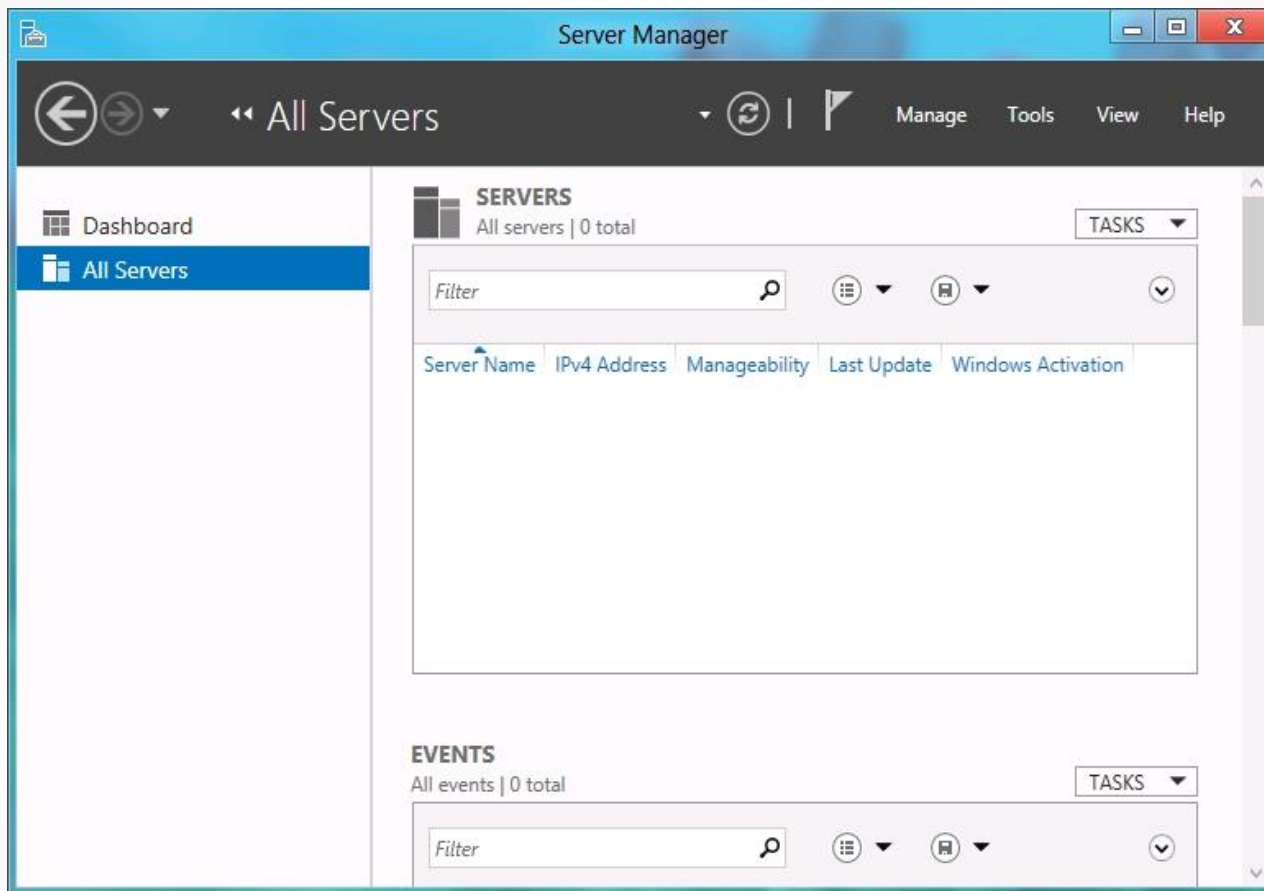 Server Manager
All Servers
Manage Tools View Help
Dashboard
All Servers
SERVERS
All servers | 0 total
TASKS
Filter
Server Name IPv4 Address Manageability Last Update Windows Activation
EVENTS
All events | 0 total
TASKS
Filter